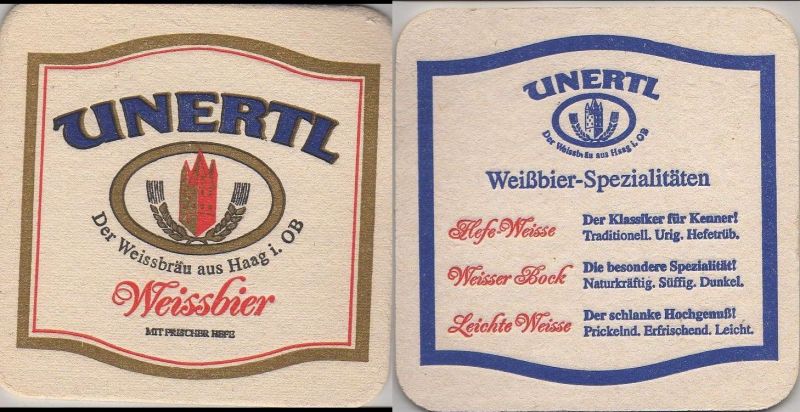 UNERTL
Der Weissbräu aus Haag i. OB
Weissbier
MIT FRISCHER HEFE
UNERTL
Der Weissbräu aus Haag i. OB
Weißbier-Spezialitäten
Hefe-Weisse
Der Klassiker für Kenner!
Traditionell. Urig. Hefetrüb.
Weisser Bock
Die besondere Spezialität!
Naturkräftig. Süffig. Dunkel.
Leichte Weisse
Der schlanke Hochgenuß!
Prickelnd. Erfrischend. Leicht.